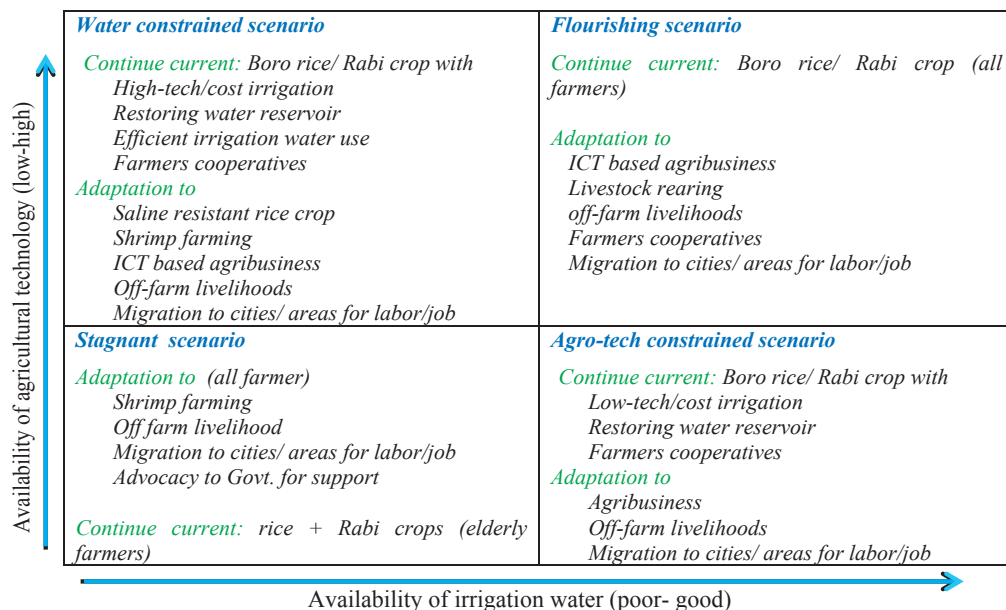 Availability of agricultural technology (low-high)
Water constrained scenario
Continue current: Boro rice/ Rabi crop with
High-tech/cost irrigation
Restoring water reservoir
Efficient irrigation water use
Farmers cooperatives
Adaptation to
Saline resistant rice crop
Shrimp farming
ICT based agribusiness
Off-farm livelihoods
Migration to cities/ areas for labor/job
Flourishing scenario
Continue current: Boro rice/ Rabi crop (all
farmers)
Adaptation to
ICT based agribusiness
Livestock rearing
off-farm livelihoods
Farmers cooperatives
Migration to cities/ areas for labor/job
Stagnant scenario
Adaptation to (all farmer)
Shrimp farming
Off farm livelihood
Migration to cities/ areas for labor/job
Advocacy to Govt. for support
Continue current: rice + Rabi crops (elderly
farmers)
Agro-tech constrained scenario
Continue current: Boro rice/ Rabi crop with
Low-tech/cost irrigation
Restoring water reservoir
Farmers cooperatives
Adaptation to
Agribusiness
Off-farm livelihoods
Migration to cities/ areas for labor/job
Availability of irrigation water (poor- good)